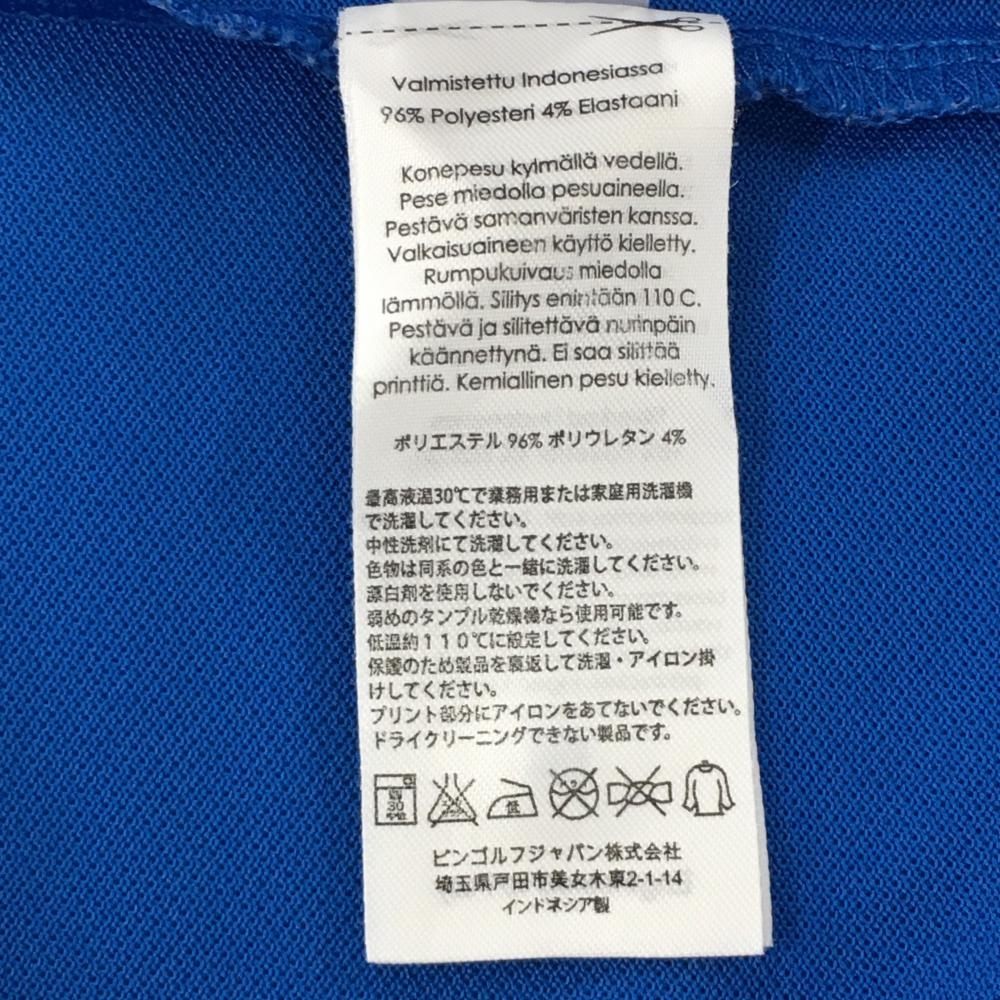 Valmistettu Indonesiassa
96% Polyesteri 4% Elastaani
Konepesu kylmällä vedellä.
Pese miedolla pesuaineella.
Pestävä samanväristen kanssa.
Valkaisuaineen käyttö kielletty.
Rumpukuivaus miedolla
lämmöllä. Silitys enintään 110 C.
Pestävä ja silitettävä nurinpäin
käännettynä. Ei saa silittää
printtiä. Kemiallinen pesu kielletty.
ポリエステル 96% ポリウレタン 4%
最高液温30℃で業務用または家庭用洗濯機
で洗濯してください。
中性洗剤にて洗濯してください。
色物は同系の色と一緒に洗濯してください。
漂白剤を使用しないでください。
弱めのタンブル乾燥機なら使用可能です。
低温約110℃に設定してください。
保護のため製品を裏返して洗濯・アイロン掛
けしてください。
プリント部分にアイロンをあてないでください。
ドライクリーニングできない製品です。
30 低
ピンゴルフジャパン株式会社
埼玉県戸田市美女木東2-1-14
インドネシア製